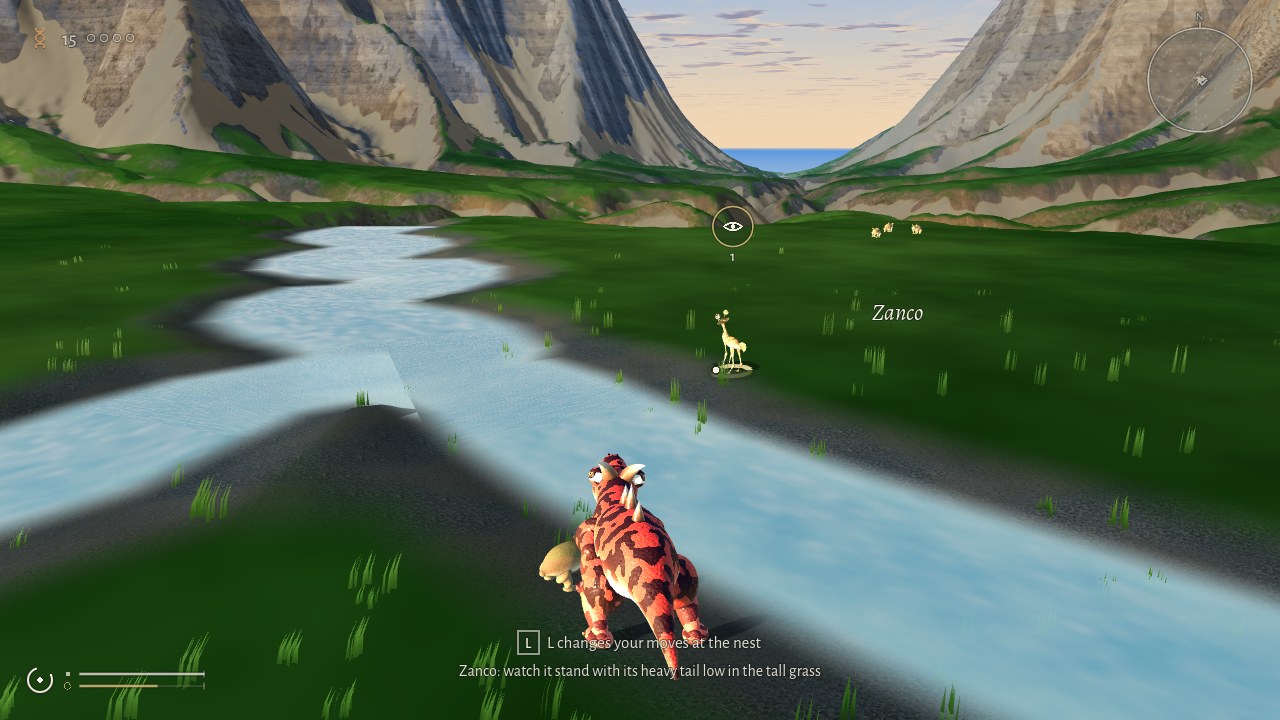 15
N
1
Zanco
L L changes your moves at the nest
Zanco: watch it stand with its heavy tail low in the tall grass